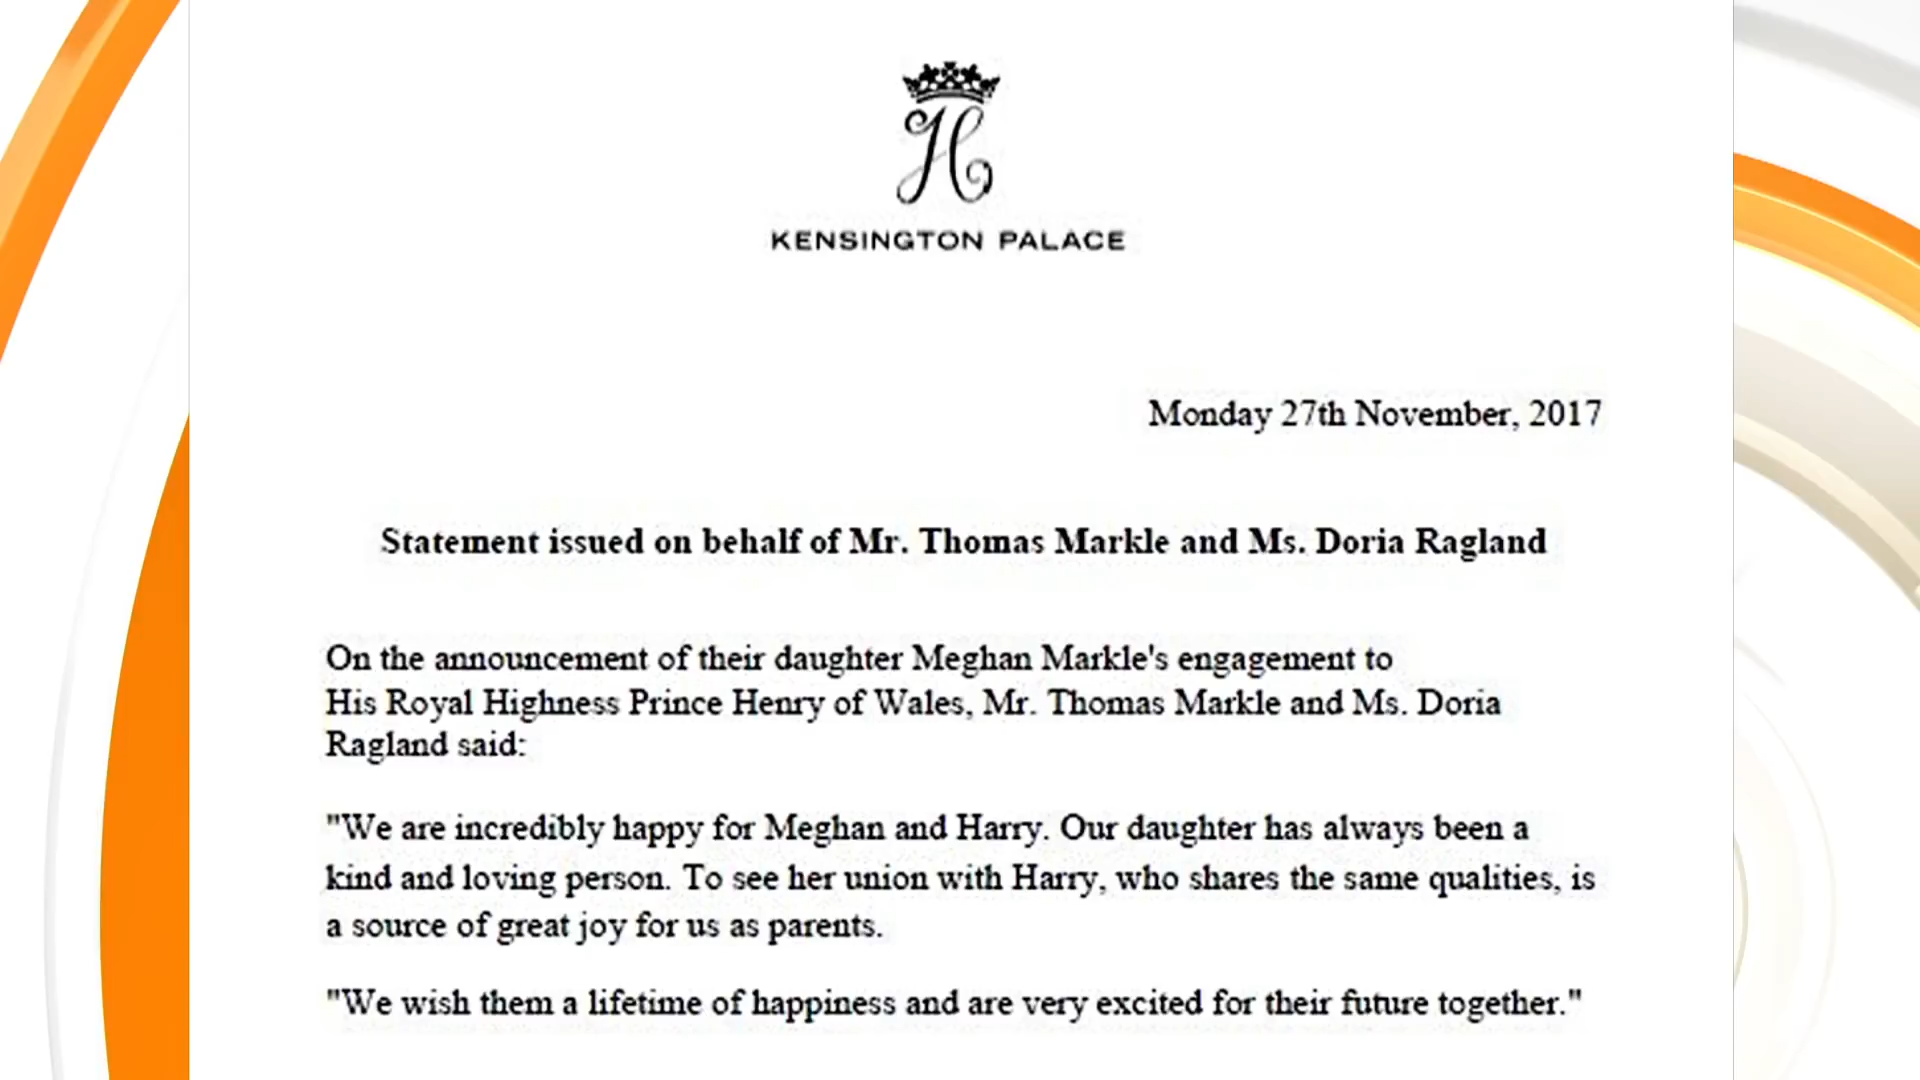 H
KENSINGTON PALACE
Monday 27th November, 2017
Statement issued on behalf of Mr. Thomas Markle and Ms. Doria Ragland
On the announcement of their daughter Meghan Markle's engagement to
His Royal Highness Prince Henry of Wales, Mr. Thomas Markle and Ms. Doria
Ragland said:
"We are incredibly happy for Meghan and Harry. Our daughter has always been a
kind and loving person. To see her union with Harry, who shares the same qualities, is
a source of great joy for us as parents.
"We wish them a lifetime of happiness and are very excited for their future together."